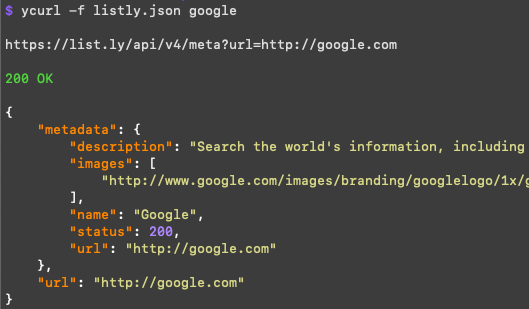 $ ycurl -f listly.json google
https://list.ly/api/v4/meta?url=http://google.com
200 OK
{
    "metadata": {
        "description": "Search the world's information, including
        "images": [
            "http://www.google.com/images/branding/googlelogo/1x/g
        ],
        "name": "Google",
        "status": 200,
        "url": "http://google.com"
    },
    "url": "http://google.com"
}